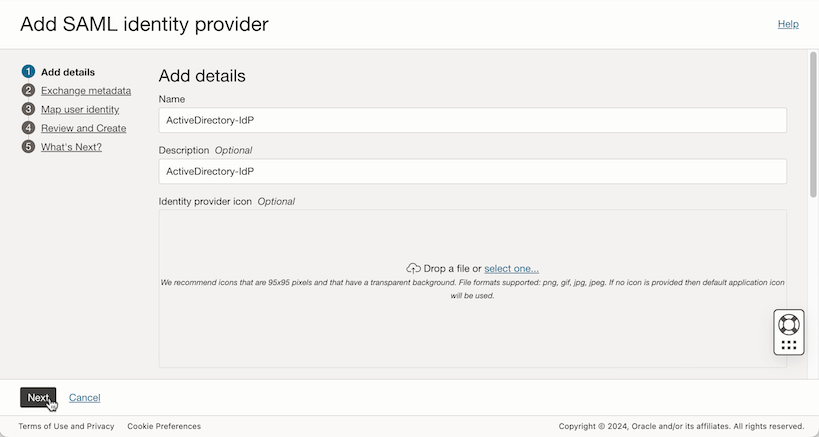 Add SAML identity provider
Help
1 Add details
2 Exchange metadata
3 Map user identity
4 Review and Create
5 What's Next?
Add details
Name
ActiveDirectory-IdP
Description Optional
ActiveDirectory-IdP
Identity provider icon Optional
Drop a file or select one...
We recommend icons that are 95x95 pixels and that have a transparent background. File formats supported: png, gif, jpg, jpeg. If no icon is provided then default application icon
will be used.
Next Cancel
Terms of Use and Privacy Cookie Preferences Copyright © 2024, Oracle and/or its affiliates. All rights reserved.